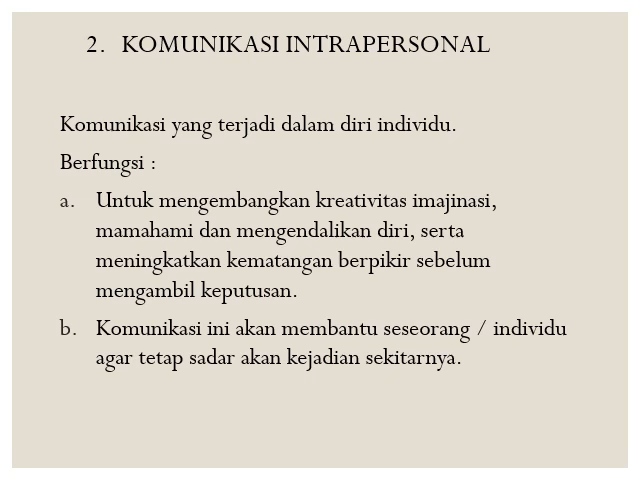 2. KOMUNIKASI INTRAPERSONAL
Komunikasi yang terjadi dalam diri individu.
Berfungsi :
a. Untuk mengembangkan kreativitas imajinasi,
mamahami dan mengendalikan diri, serta
meningkatkan kematangan berpikir sebelum
mengambil keputusan.
b. Komunikasi ini akan membantu seseorang / individu
agar tetap sadar akan kejadian sekitarnya.